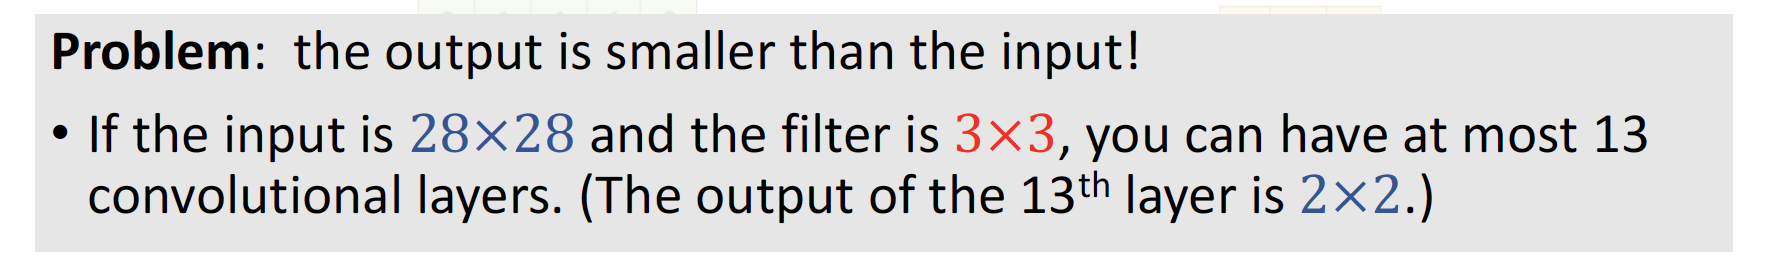 Problem: the output is smaller than the input!
• If the input is 28×28 and the filter is 3×3, you can have at most 13
convolutional layers. (The output of the 13th layer is 2×2.)